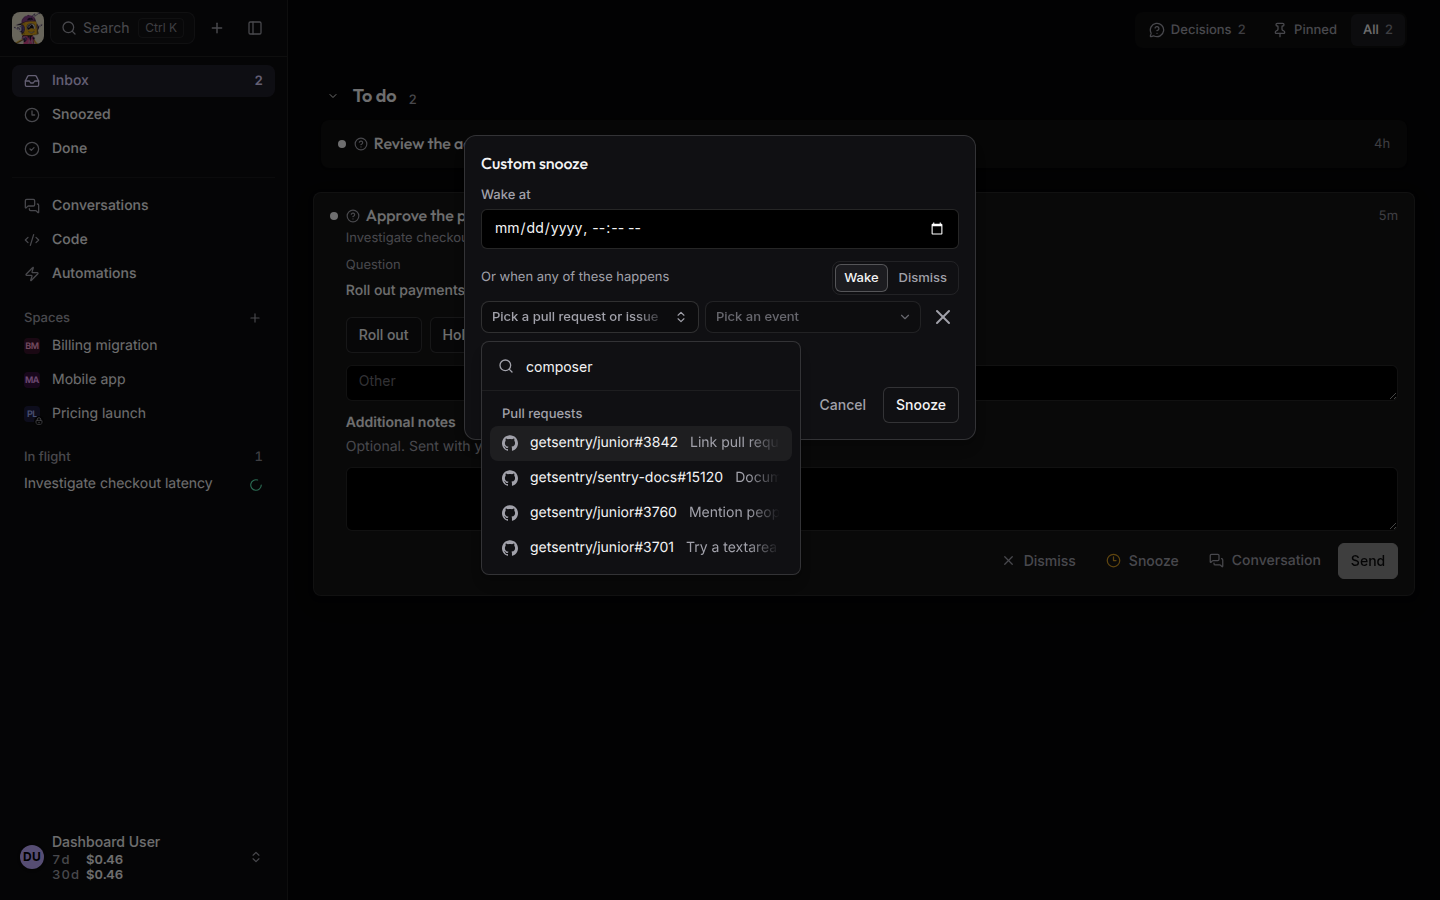 Search Ctrl K
Inbox 2
Snoozed
Done
Conversations
Code
Automations
Spaces
BM Billing migration
MA Mobile app
PL Pricing launch
In flight 1
Investigate checkout latency
DU Dashboard User
7d $0.46
30d $0.46
Decisions 2 Pinned All 2
To do 2
Review the 4h
Approve the 5m
Investigate
Question
Roll out payments
Roll out
Other
Additional notes
Optional. Sent with
Dismiss Snooze Conversation Send
Custom snooze
Wake at
mm/dd/yyyy, --:-- --
Or when any of these happens Wake Dismiss
Pick a pull request or issue Pick an event
composer
Pull requests
getsentry/junior#3842 Link pull
getsentry/sentry-docs#15120
getsentry/junior#3760 Mention
getsentry/junior#3701 Try a textarea
Cancel Snooze